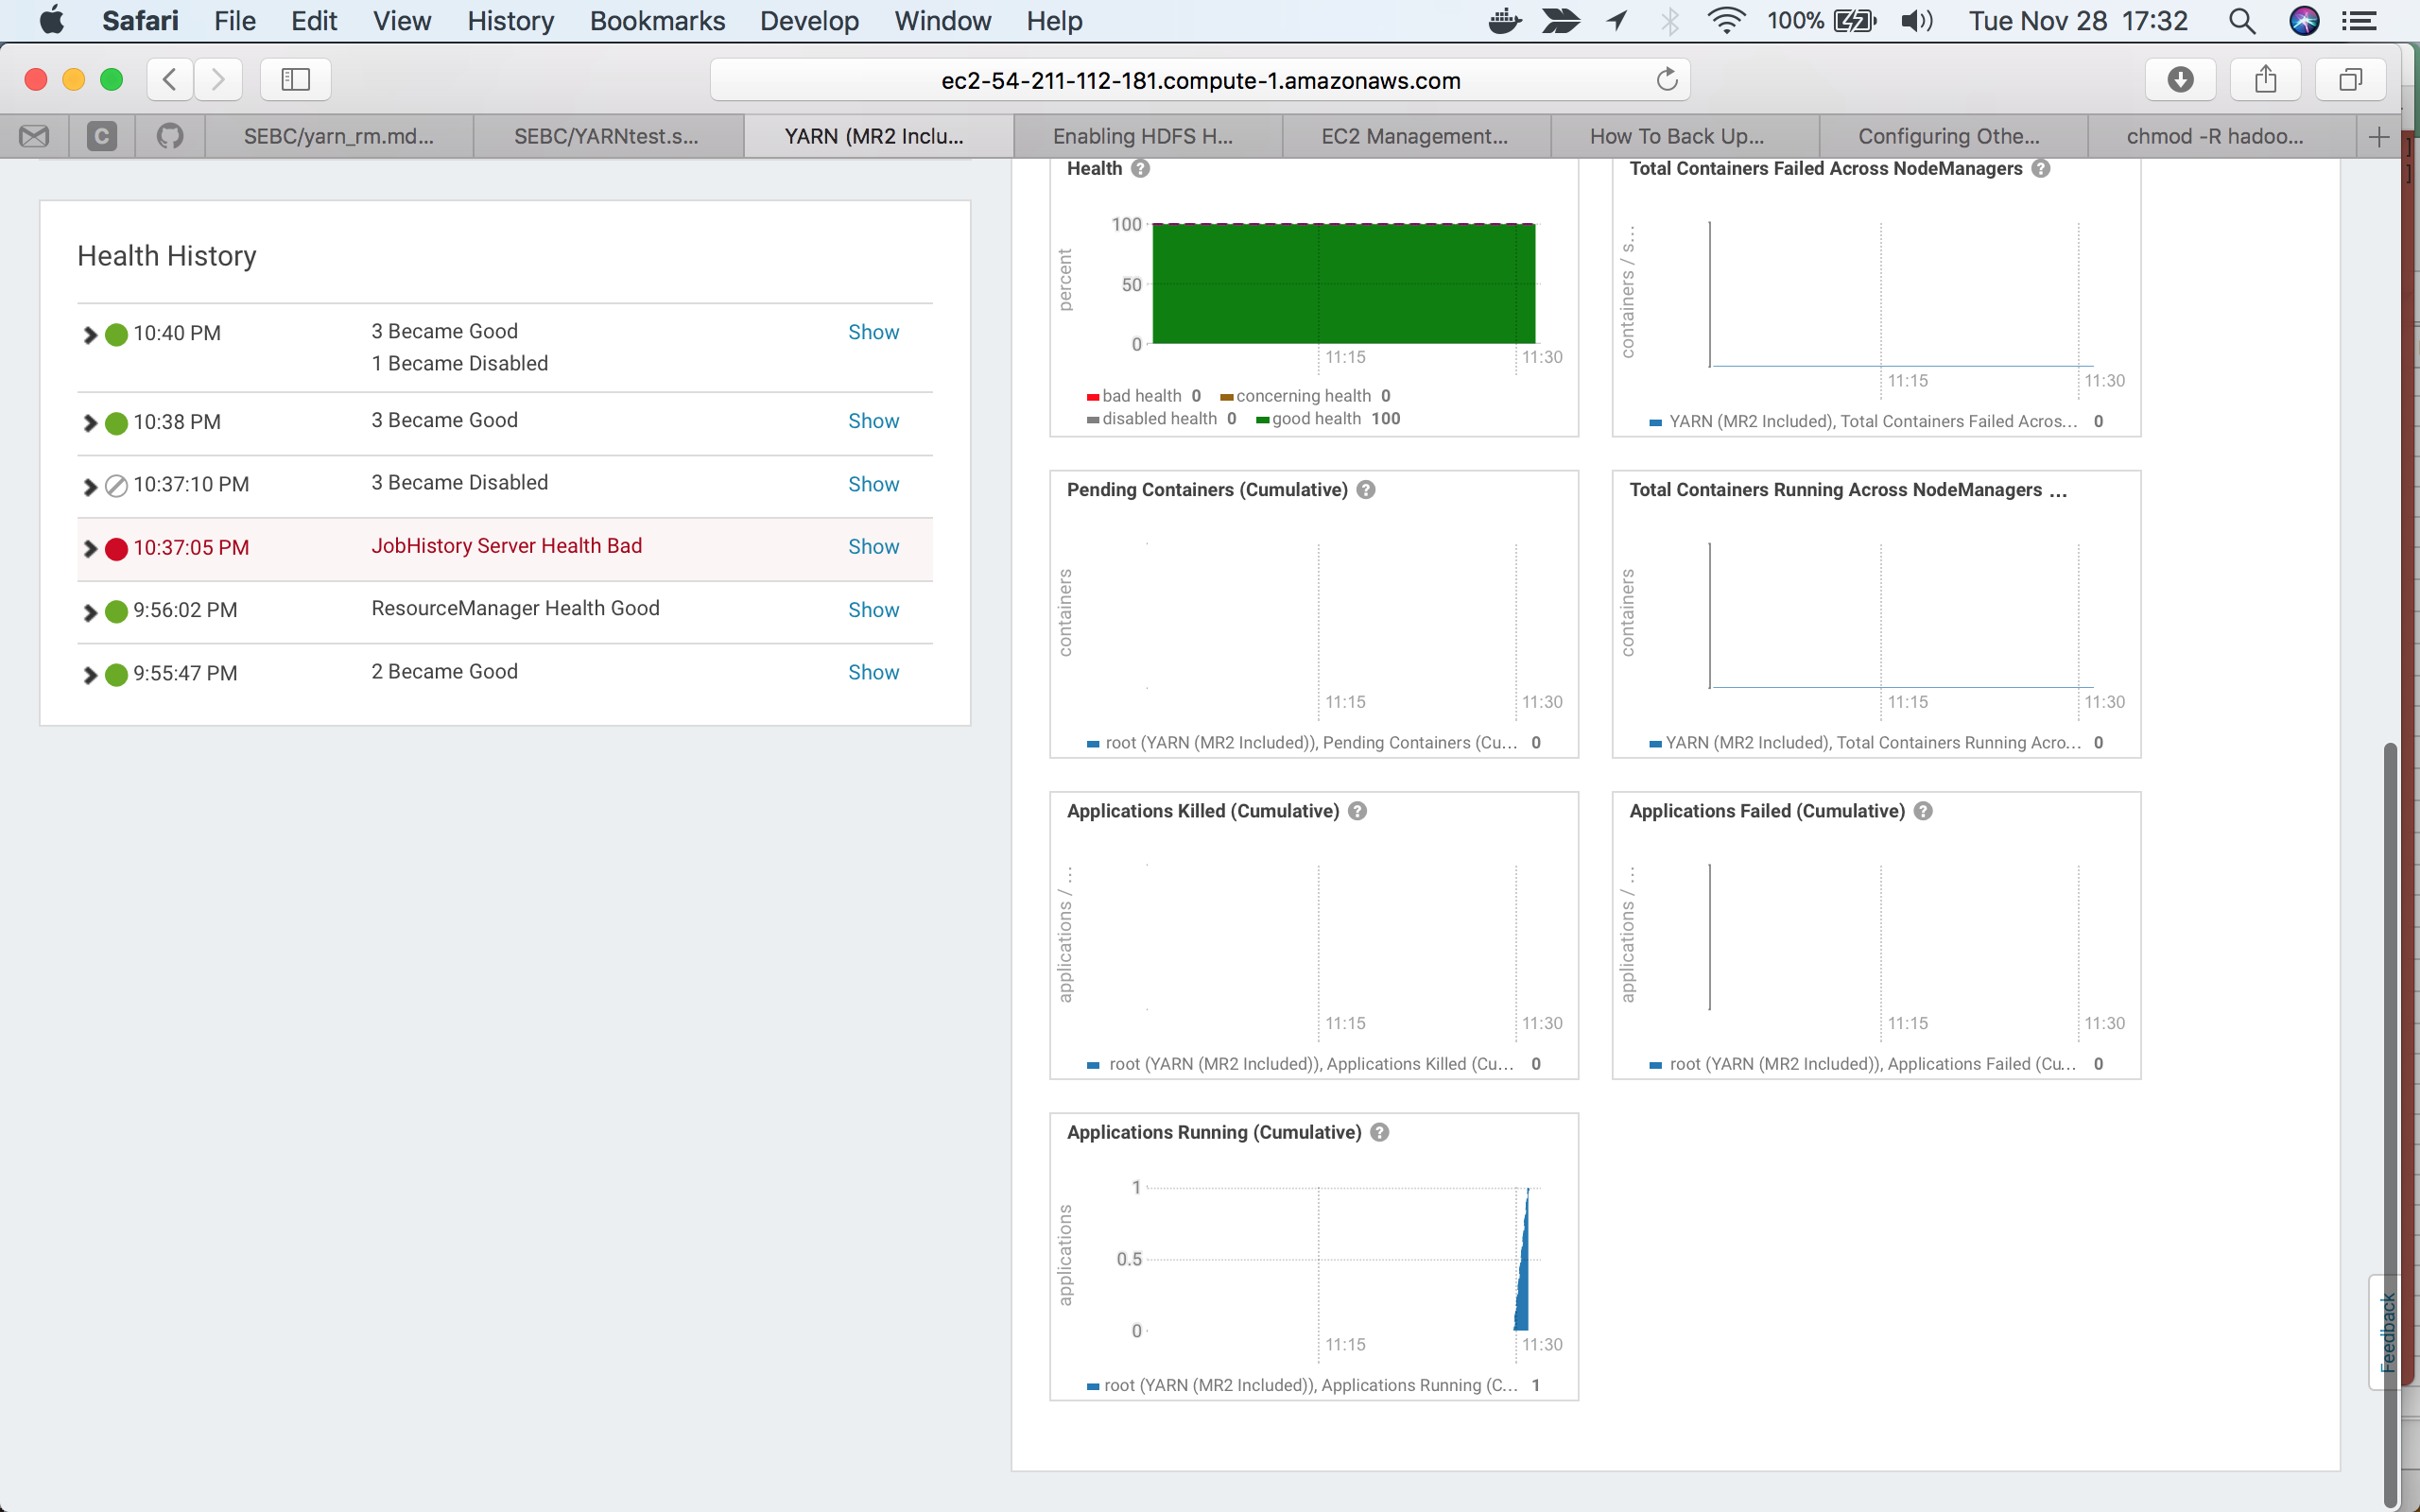 Safari File Edit View History Bookmarks Develop Window Help 100% Tue Nov 28 17:32
ec2-54-211-112-181.compute-1.amazonaws.com
C SEBC/yarn_rm.md... SEBC/YARNtest.s... YARN (MR2 Inclu... Enabling HDFS H... EC2 Management... How To Back Up... Configuring Othe... chmod -R hadoo...
Health History
10:40 PM 3 Became Good Show
1 Became Disabled
10:38 PM 3 Became Good Show
10:37:10 PM 3 Became Disabled Show
10:37:05 PM JobHistory Server Health Bad Show
9:56:02 PM ResourceManager Health Good Show
9:55:47 PM 2 Became Good Show
Health ?
percent
100
50
0
11:15 11:30
bad health 0 concerning health 0
disabled health 0 good health 100
Total Containers Failed Across NodeManagers ?
containers / s...
11:15 11:30
YARN (MR2 Included), Total Containers Failed Acros... 0
Pending Containers (Cumulative) ?
containers
11:15 11:30
root (YARN (MR2 Included)), Pending Containers (Cu... 0
Total Containers Running Across NodeManagers ...
containers
11:15 11:30
YARN (MR2 Included), Total Containers Running Acro... 0
Applications Killed (Cumulative) ?
applications / ...
11:15 11:30
root (YARN (MR2 Included)), Applications Killed (Cu... 0
Applications Failed (Cumulative) ?
applications / ...
11:15 11:30
root (YARN (MR2 Included)), Applications Failed (Cu... 0
Applications Running (Cumulative) ?
applications
1
0.5
0
11:15 11:30
root (YARN (MR2 Included)), Applications Running (C... 1
Feedback